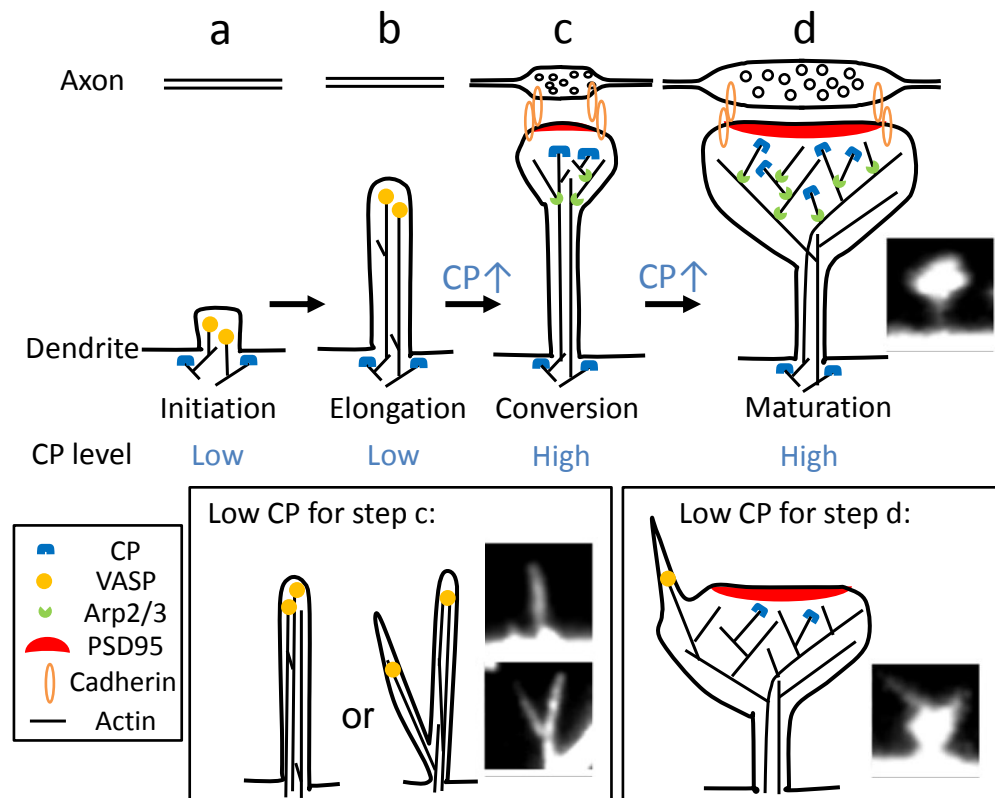 a b c d
Axon
CP↑ CP↑
Dendrite
Initiation Elongation Conversion Maturation
CP level Low Low High High
Low CP for step c:
or
Low CP for step d:
CP
VASP
Arp2/3
PSD95
Cadherin
Actin